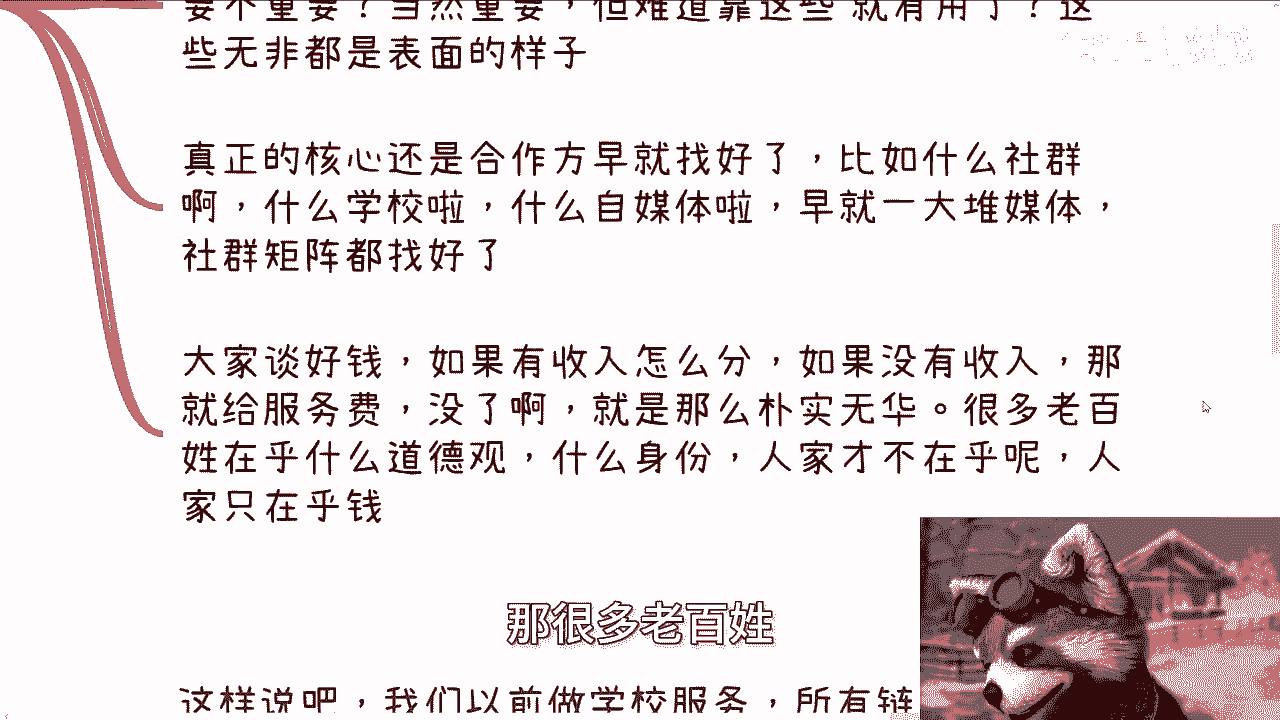 要不重要？当然重要，但难道靠这些 就有用了？这
些无非都是表面的样子
真正的核心还是合作方早就找好了，比如什么社群
啊，什么学校啦，什么自媒体啦，早就一大堆媒体，
社群矩阵都找好了
大家谈好钱，如果有收入怎么分，如果没有收入，那
就给服务费，没了啊，就是那么朴实无华。很多老百
姓在乎什么道德观，什么身份，人家才不在乎呢，人
家只在乎钱
那很多老百姓
这样说吧，我们以前做学校服务，所有链